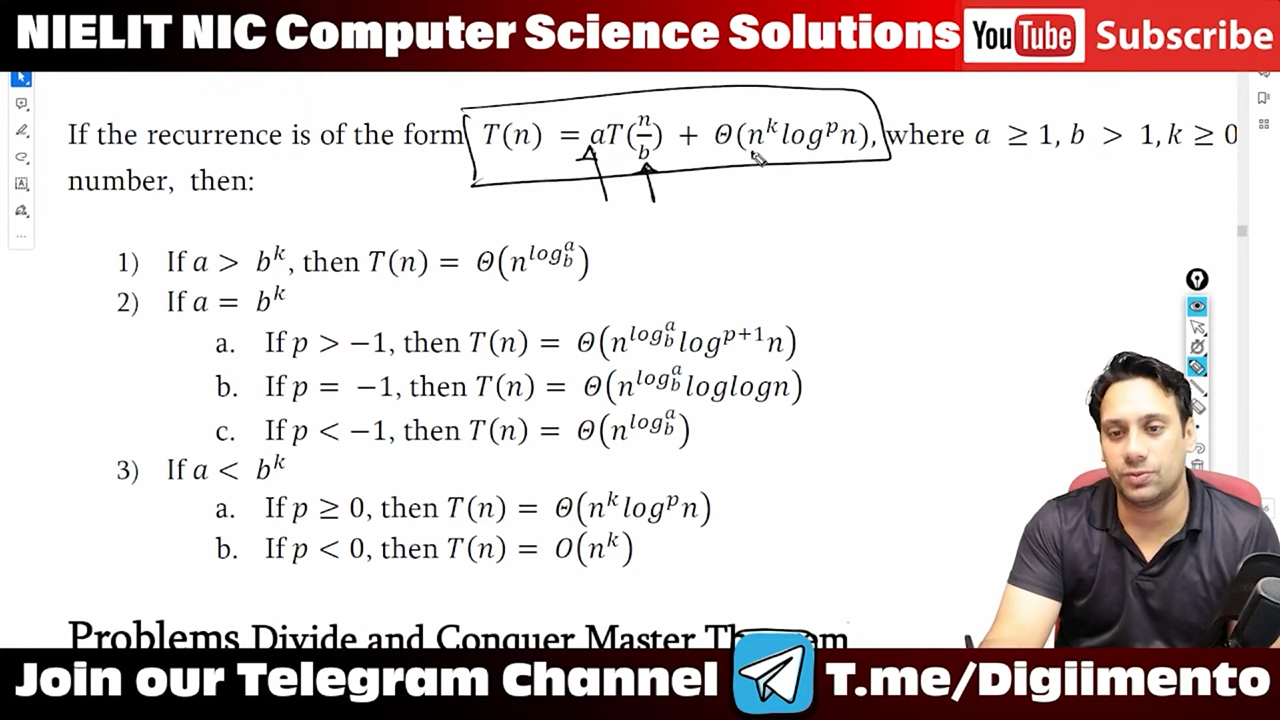 NIELIT NIC Computer Science Solutions YouTube Subscribe
If the recurrence is of the form T(n) = aT(n/b) + Θ(n^k log^p n), where a ≥ 1, b > 1, k ≥ 0
number, then:
1) If a > b^k, then T(n) = Θ(n^log_b^a)
2) If a = b^k
a. If p > −1, then T(n) = Θ(n^log_b^a log^p+1 n)
b. If p = −1, then T(n) = Θ(n^log_b^a loglogn)
c. If p < −1, then T(n) = Θ(n^log_b^a)
3) If a < b^k
a. If p ≥ 0, then T(n) = Θ(n^k log^p n)
b. If p < 0, then T(n) = O(n^k)
Problems Divide and Conquer Master Theorem
Join our Telegram Channel T.me/Digiimento